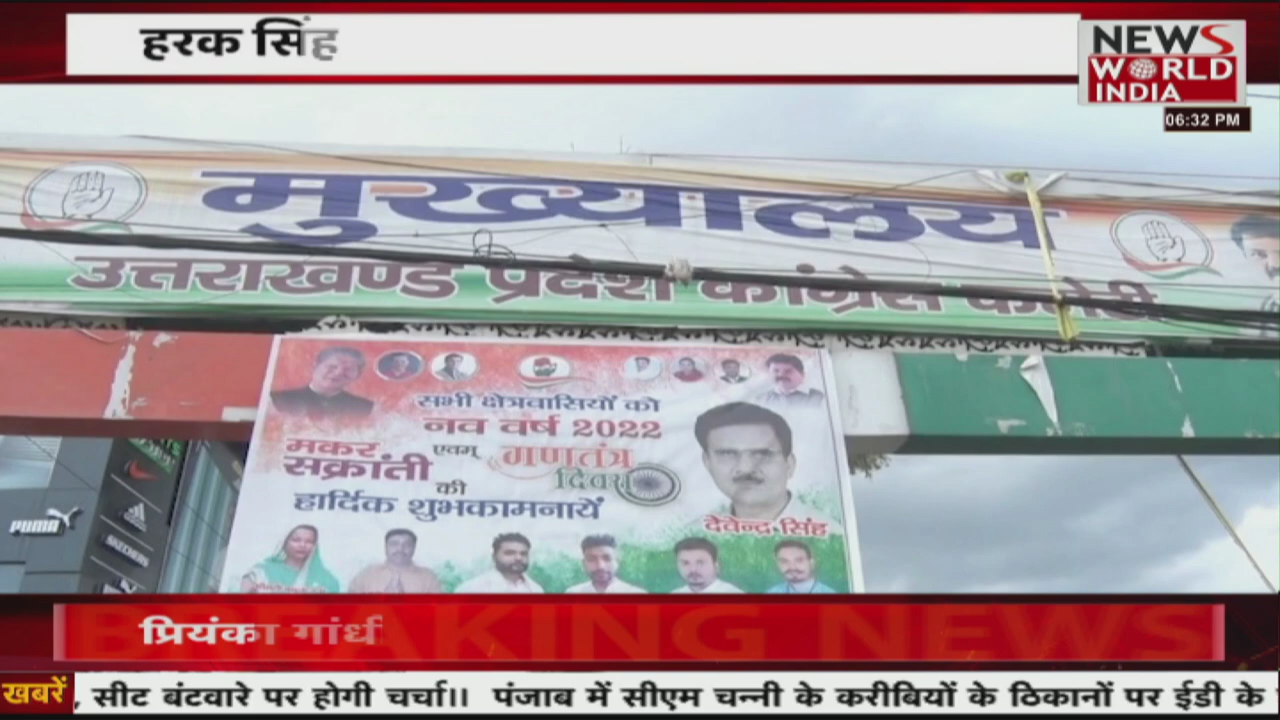 हरक सिंह
NEWS
WORLD
INDIA
06:32 PM
मुख्यालय
उत्तराखण्ड प्रदेश कांग्रेस कमेटी
सभी क्षेत्रवासियों को
नव वर्ष 2022
मकर
सक्रांती
एवम् गणतंत्र
दिवस
की
हार्दिक शुभकामनायें
देवेन्द्र सिंह
PUMA
SKECHERS
BREAKING NEWS
प्रियंका गांधी
खबरें , सीट बंटवारे पर होगी चर्चा।। पंजाब में सीएम चन्नी के करीबियों के ठिकानों पर ईडी के